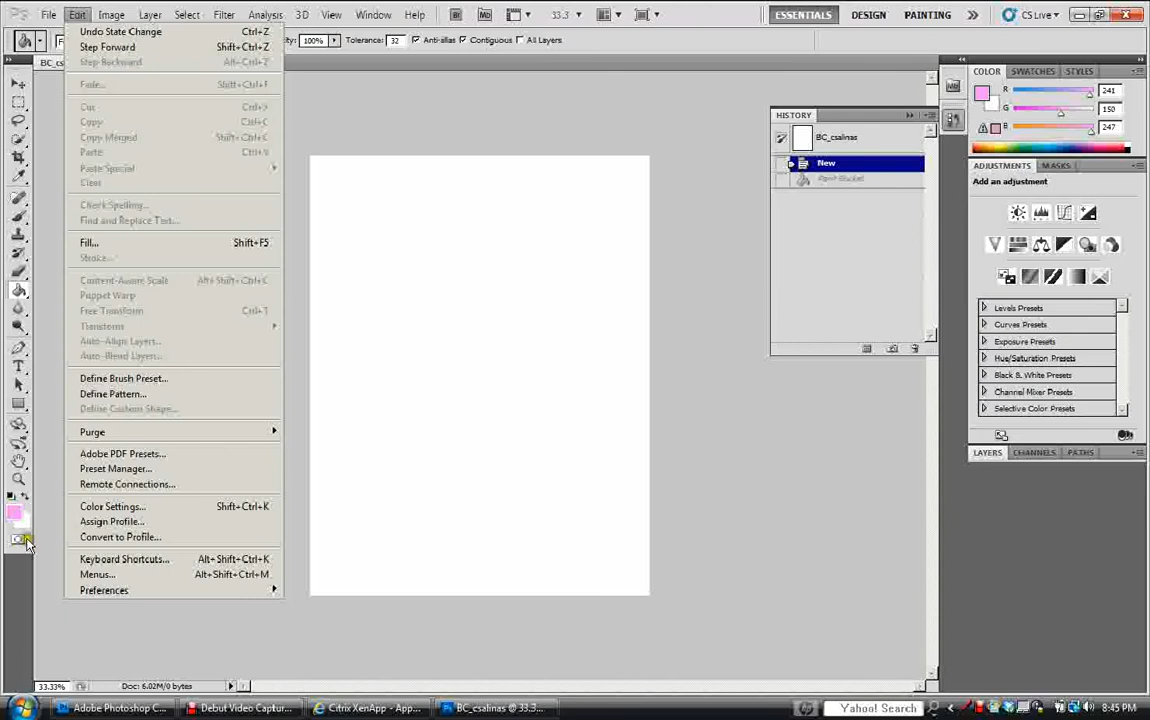 File Edit Image Layer Select Filter Analysis 3D View Window Help Br Mb 33.3 ESSENTIALS DESIGN PAINTING CS Live
100% Tolerance: 32 Anti-alias Contiguous All Layers
Undo State Change Ctrl+Z
Step Forward Shift+Ctrl+Z
Step Backward Alt+Ctrl+Z
Fade... Shift+Ctrl+F
Cut Ctrl+X
Copy Ctrl+C
Copy Merged Shift+Ctrl+C
Paste Ctrl+V
Paste Special
Clear
Check Spelling...
Find and Replace Text...
Fill... Shift+F5
Stroke...
Content-Aware Scale Alt+Shift+Ctrl+C
Puppet Warp
Free Transform Ctrl+T
Transform
Auto-Align Layers...
Auto-Blend Layers...
Define Brush Preset...
Define Pattern...
Define Custom Shape...
Purge
Adobe PDF Presets...
Preset Manager...
Remote Connections...
Color Settings... Shift+Ctrl+K
Assign Profile...
Convert to Profile...
Keyboard Shortcuts... Alt+Shift+Ctrl+K
Menus... Alt+Shift+Ctrl+M
Preferences
HISTORY
BC_csalinas
New
Paint Bucket
COLOR SWATCHES STYLES
R 241
G 150
B 247
ADJUSTMENTS MASKS
Add an adjustment
Levels Presets
Curves Presets
Exposure Presets
Hue/Saturation Presets
Black & White Presets
Channel Mixer Presets
Selective Color Presets
LAYERS CHANNELS PATHS
33.33% Doc: 6.02M/0 bytes
Adobe Photoshop C... Debut Video Captur... Citrix XenApp - App... BC_csalinas @ 33.3... Yahoo! Search 8:45 PM